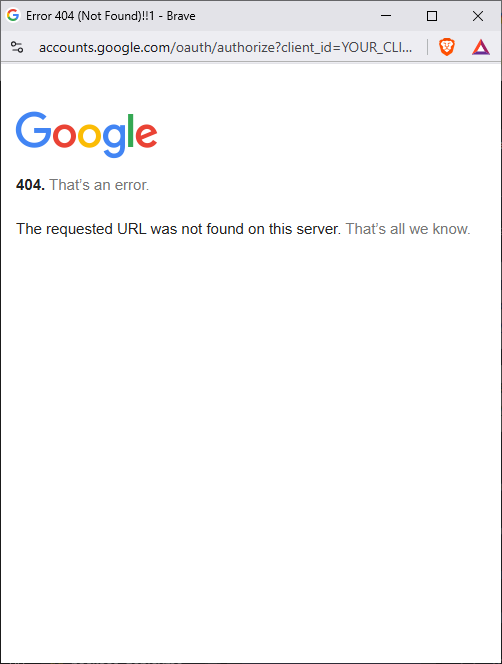 Error 404 (Not Found)!!1 - Brave
accounts.google.com/oauth/authorize?client_id=YOUR_CLI...
Google
404. That’s an error.
The requested URL was not found on this server. That’s all we know.